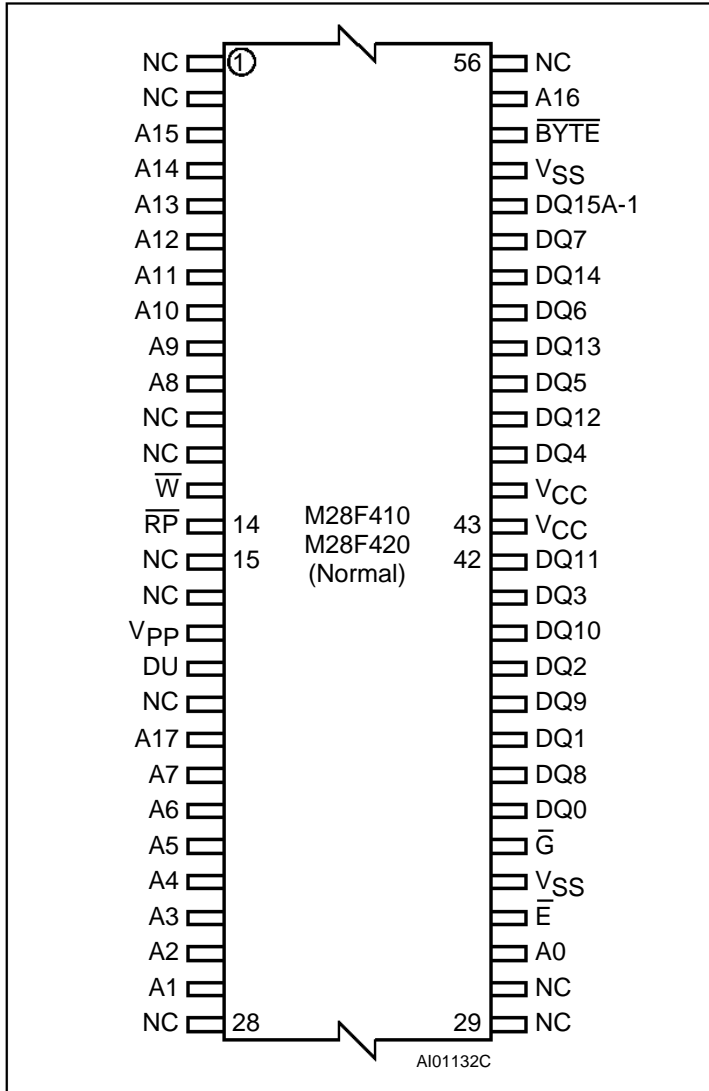 NC 1 56 NC
NC A16
A15 B̅Y̅T̅E̅
A14 VSS
A13 DQ15A-1
A12 DQ7
A11 DQ14
A10 DQ6
A9 DQ13
A8 DQ5
NC DQ12
NC DQ4
W̅ VCC
R̅P̅ 14 M28F410 43 VCC
NC 15 M28F420 42 DQ11
(Normal)
NC DQ3
VPP DQ10
DU DQ2
NC DQ9
A17 DQ1
A7 DQ8
A6 DQ0
A5 G̅
A4 VSS
A3 E̅
A2 A0
A1 NC
NC 28 29 NC
AI01132C